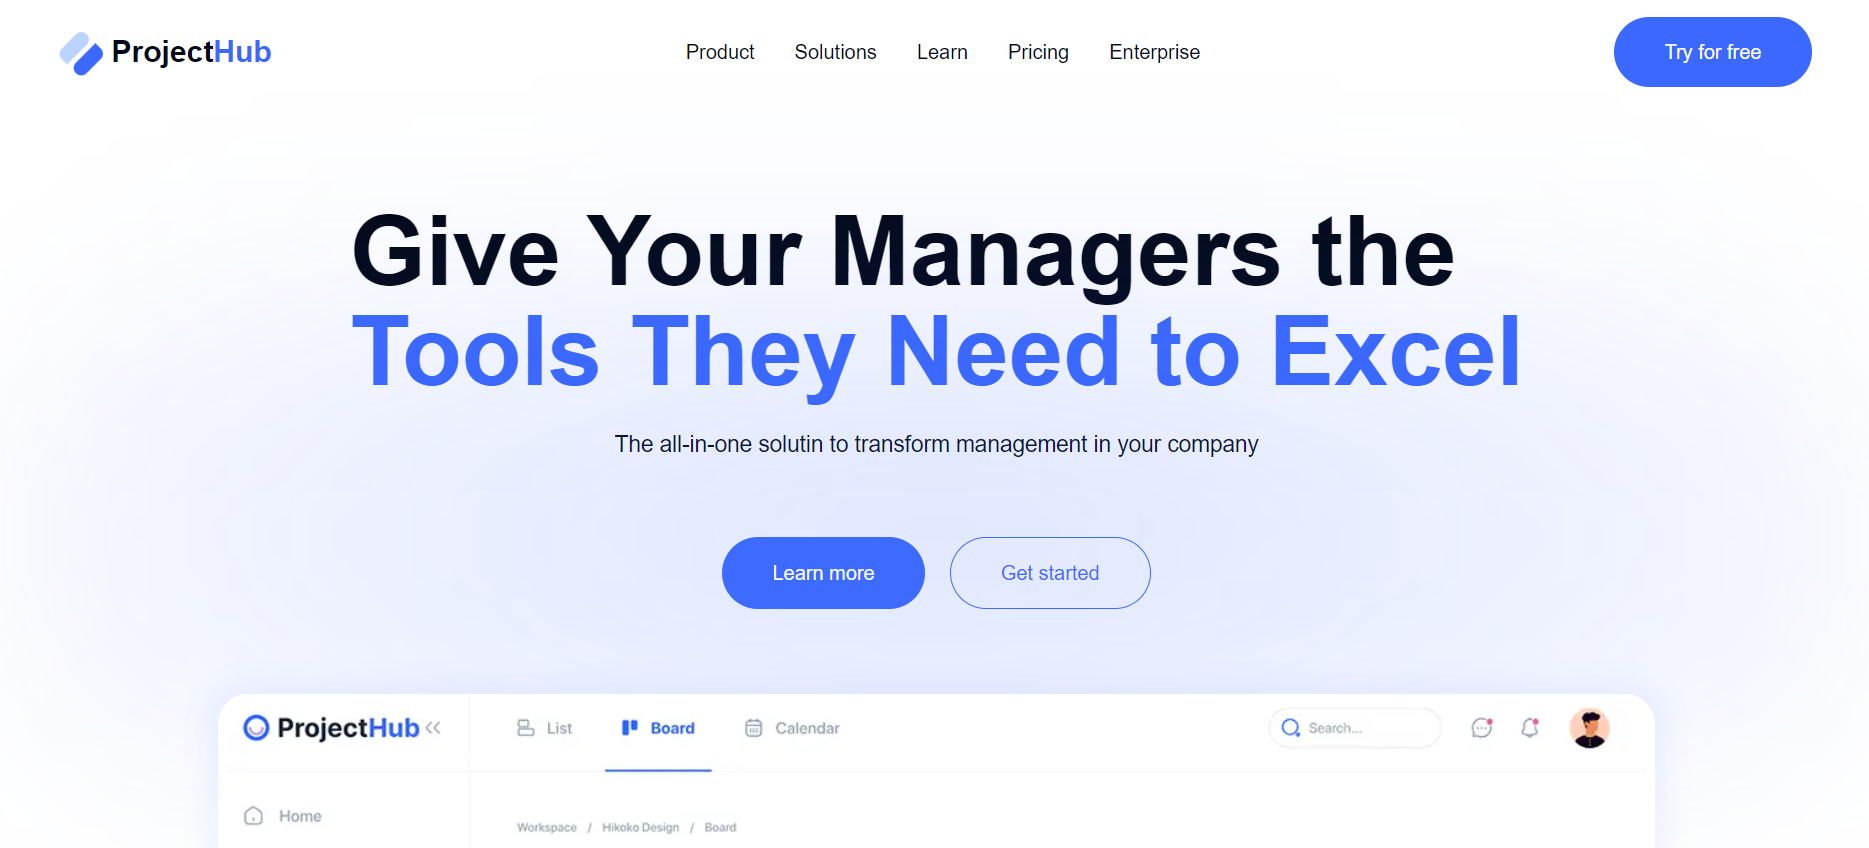 ProjectHub
Product Solutions Learn Pricing Enterprise
Try for free
Give Your Managers the
Tools They Need to Excel
The all-in-one solutin to transform management in your company
Learn more
Get started
ProjectHub
List Board Calendar
Search...
Home
Workspace / Hikoko Design / Board